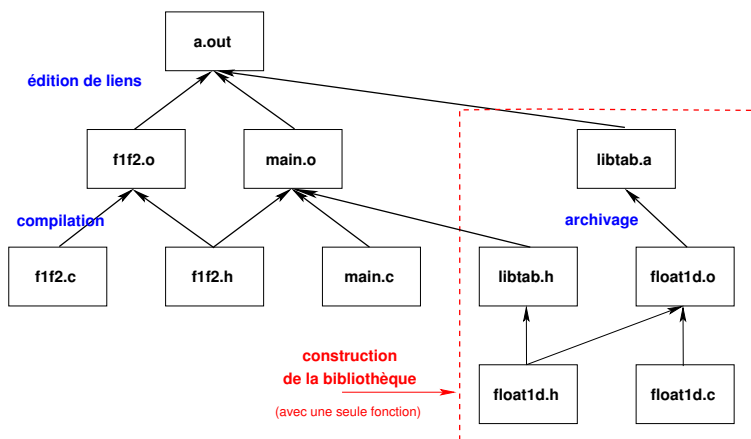 a.out
édition de liens
f1f2.o
main.o
libtab.a
compilation
archivage
f1f2.c
f1f2.h
main.c
libtab.h
float1d.o
construction
de la bibliothèque
(avec une seule fonction)
float1d.h
float1d.c